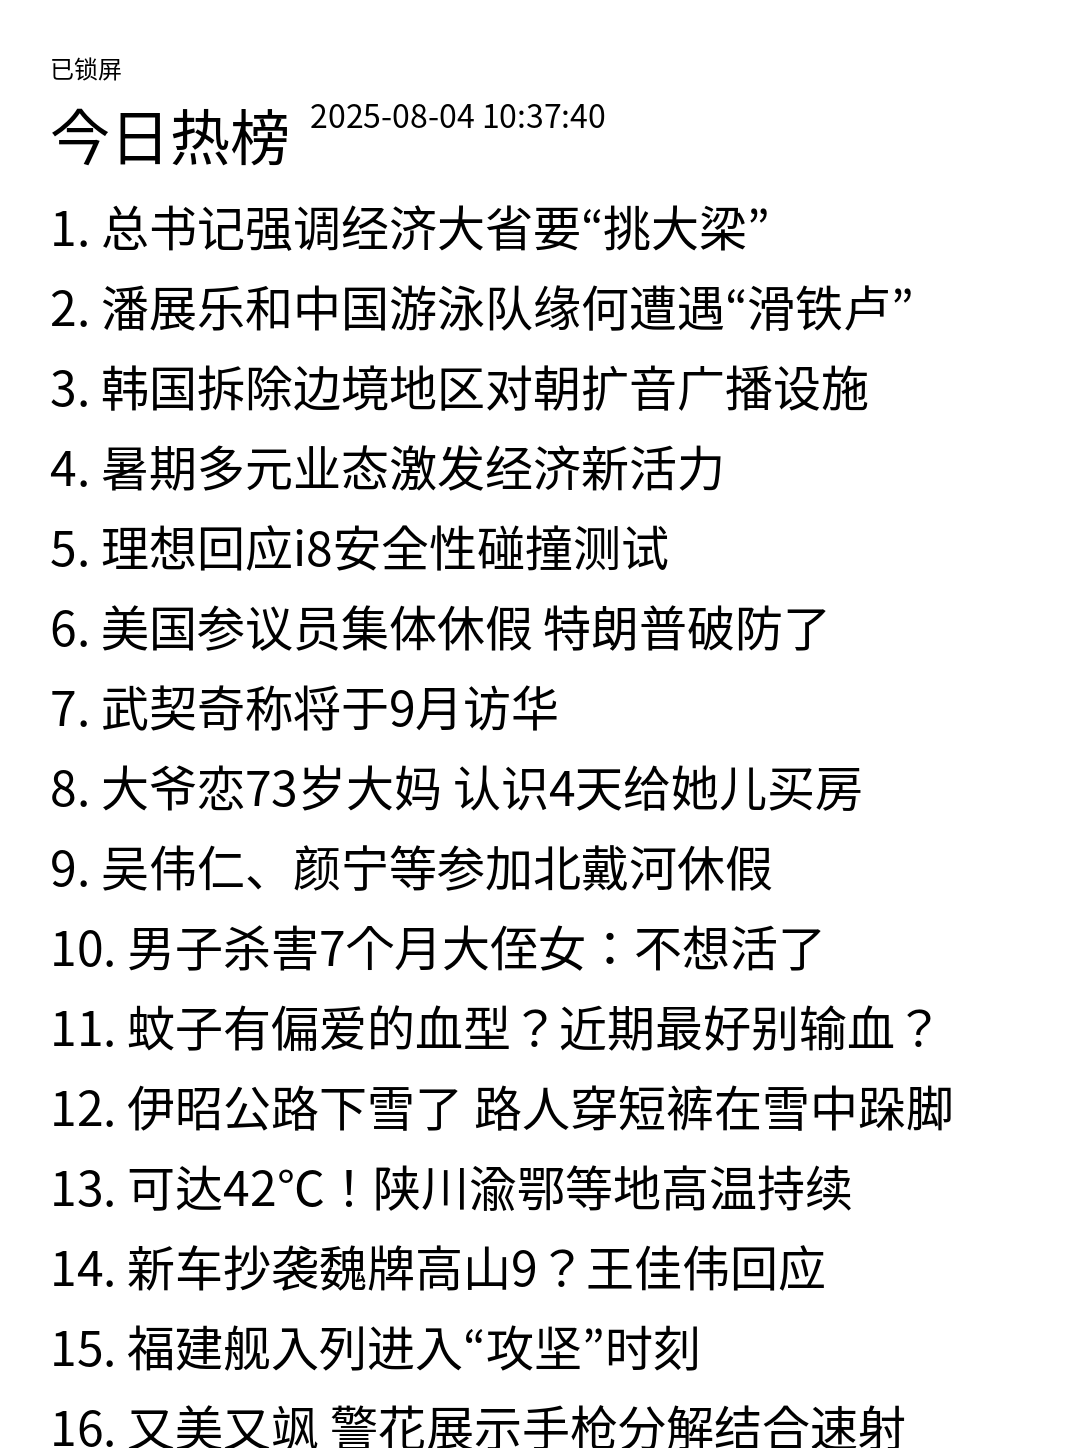 已锁屏
今日热榜 2025-08-04 10:37:40
1. 总书记强调经济大省要“挑大梁”
2. 潘展乐和中国游泳队缘何遭遇“滑铁卢”
3. 韩国拆除边境地区对朝扩音广播设施
4. 暑期多元业态激发经济新活力
5. 理想回应i8安全性碰撞测试
6. 美国参议员集体休假 特朗普破防了
7. 武契奇称将于9月访华
8. 大爷恋73岁大妈 认识4天给她儿买房
9. 吴伟仁、颜宁等参加北戴河休假
10. 男子杀害7个月大侄女：不想活了
11. 蚊子有偏爱的血型？近期最好别输血？
12. 伊昭公路下雪了 路人穿短裤在雪中跺脚
13. 可达42℃！陕川渝鄂等地高温持续
14. 新车抄袭魏牌高山9？王佳伟回应
15. 福建舰入列进入“攻坚”时刻
16. 又美又飒 警花展示手枪分解结合速射